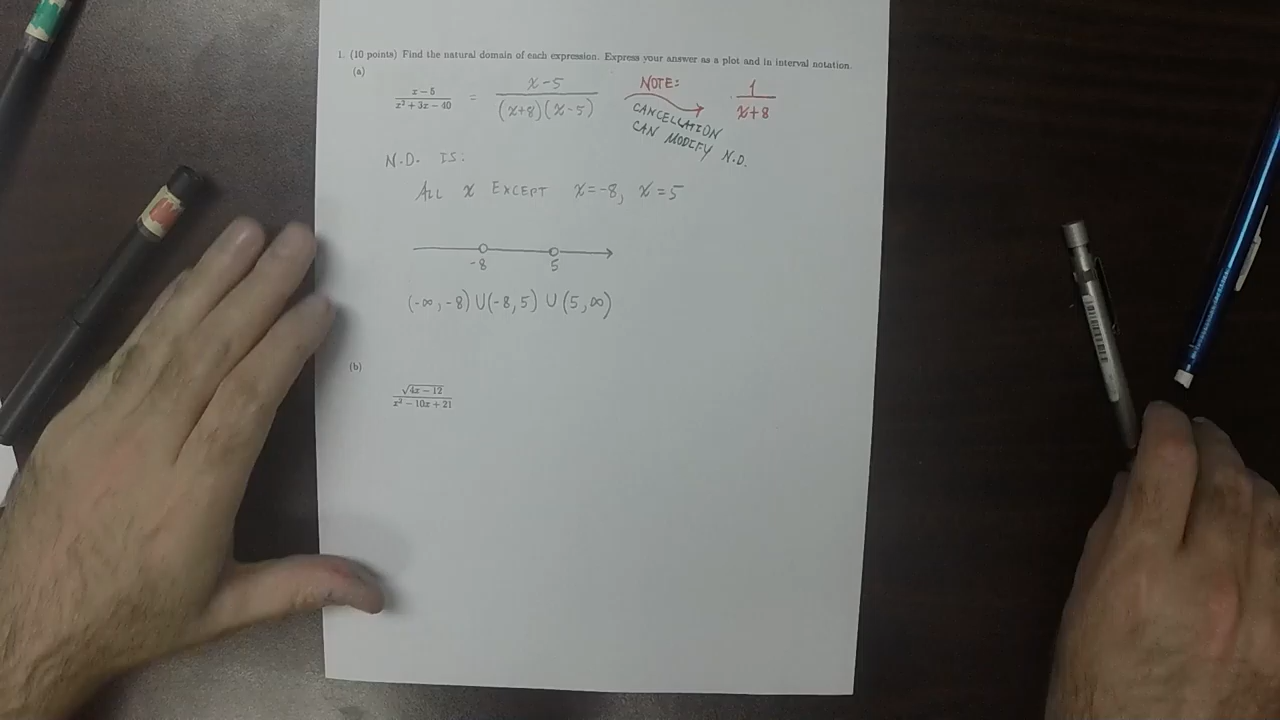 1. (10 points) Find the natural domain of each expression. Express your answer as a plot and in interval notation.
(a)
x − 5 / x² + 3x − 40 = x − 5 / (x+8)(x−5)
NOTE:
CANCELLATION
CAN MODIFY N.D.
1 / x+8
N.D. IS:
ALL x EXCEPT x=-8, x=5
-8 5
(-∞, -8) ∪ (-8, 5) ∪ (5, ∞)
(b)
√4x − 12 / x² − 10x + 21